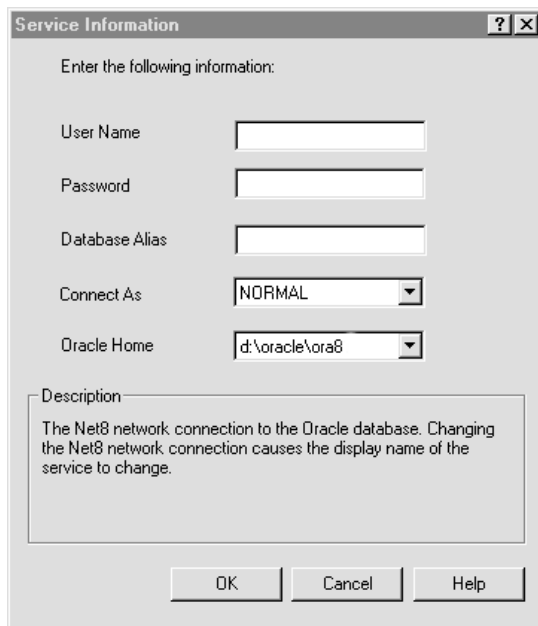 Service Information
Enter the following information:
User Name
Password
Database Alias
Connect As NORMAL
Oracle Home d:\oracle\ora8
Description
The Net8 network connection to the Oracle database. Changing
the Net8 network connection causes the display name of the
service to change.
OK Cancel Help